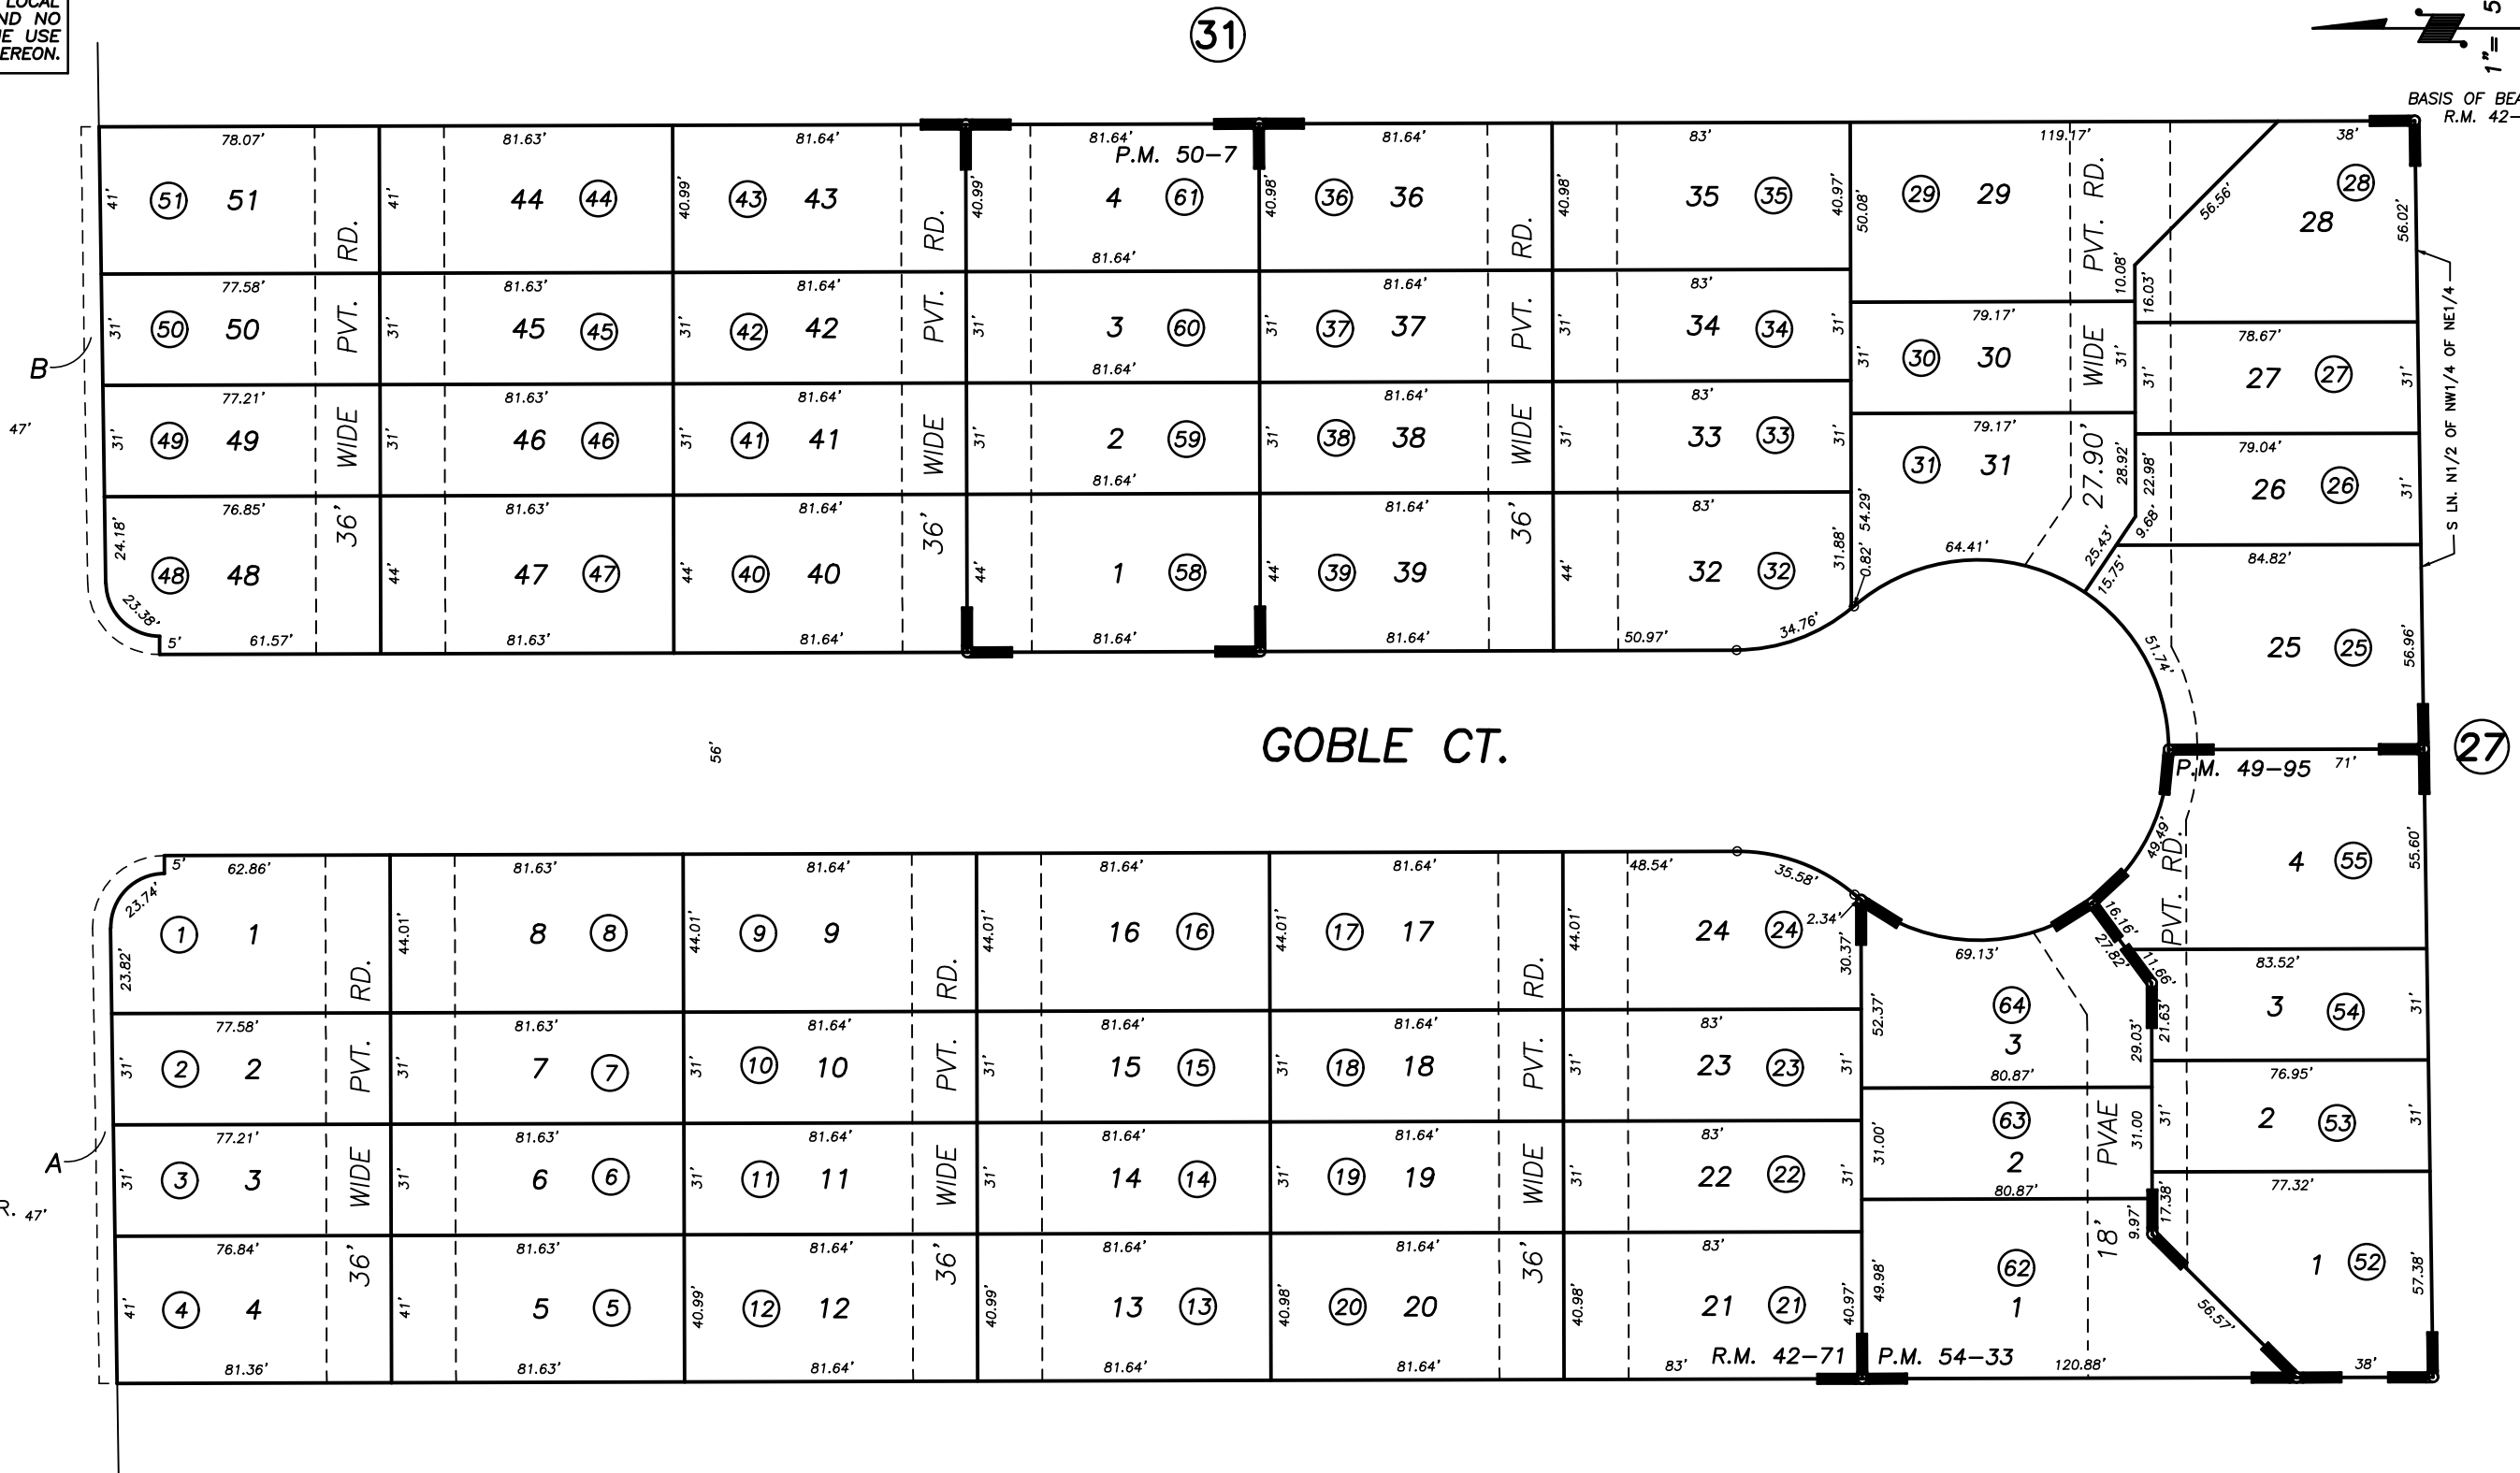 LOCAL
ND NO
HE USE
EREON.
31
1"= 5
BASIS OF BEA
R.M. 42-
78.07' 81.63' 81.64' 81.64' 81.64' 83' 119.17' 38'
P.M. 50-7
41' 51 51 41' 44 44 40.99' 43 43 40.99' 4 61 40.98' 36 36 40.98' 35 35 40.97' 50.08' 29 29 56.56' 28 28 56.02'
81.64'
10.08' 16.03'
77.58' 81.63' 81.64' 81.64' 83' 79.17' 78.67'
31' 50 50 31' 45 45 31' 42 42 31' 3 60 31' 37 37 31' 34 34 31' 31' 30 30 31' 31' 27 27 31'
81.64'
B
77.21' 81.63' 81.64' 81.64' 83' 79.17' 79.04'
47'
31' 49 49 31' 46 46 31' 41 41 31' 2 59 31' 38 38 31' 33 33 31' 31 31 28.92' 22.98' 26 26 31'
81.64'
76.85' 81.63' 81.64' 81.64' 83' 54.29' 64.41' 25.43' 9.68' 15.75' 84.82'
24.18' 48 48 44' 47 47 44' 40 40 44' 1 58 44' 39 39 44' 32 32 31.88' 0.82'
23.38' 5' 61.57' 81.63' 81.64' 81.64' 81.64' 50.97' 34.76' 51.74' 25 25 56.96'
36' WIDE PVT. RD.
36' WIDE PVT. RD.
36' WIDE PVT. RD.
27.90' WIDE PVT. RD.
S LN. N1/2 OF NW1/4 OF NE1/4
56'
GOBLE CT.
27
P.M. 49-95 71'
49.49' 4 55 55.60'
5' 62.86' 81.63' 81.64' 81.64' 81.64' 48.54' 35.58'
23.74' 23.82' 1 1 44.01' 8 8 44.01' 9 9 44.01' 16 16 44.01' 17 17 44.01' 24 24 2.34' 30.37'
69.13' 16.16' 27.82' 11.66' 83.52'
52.37' 64 3 29.03' 21.63' 3 54 31'
77.58' 81.63' 81.64' 81.64' 81.64' 83'
31' 2 2 31' 7 7 31' 10 10 31' 15 15 31' 18 18 31' 23 23 31'
80.87' 76.95'
31.00' 63 2 31.00 31' 2 53 31'
77.21' 81.63' 81.64' 81.64' 81.64' 83'
A
31' 3 3 31' 6 6 31' 11 11 31' 14 14 31' 19 19 31' 22 22 31'
80.87' 77.32'
R. 47'
76.84' 81.63' 81.64' 81.64' 81.64' 83'
49.98' 62 1 9.97' 17.38' 1 52 57.38'
41' 4 4 41' 5 5 40.99' 12 12 40.99' 13 13 40.98' 20 20 40.98' 21 21 40.97'
56.57'
R.M. 42-71 P.M. 54-33
81.36' 81.63' 81.64' 81.64' 81.64' 83' 120.88' 38'
36' WIDE PVT. RD.
36' WIDE PVT. RD.
36' WIDE PVT. RD.
18' PVAE
PVT. RD.